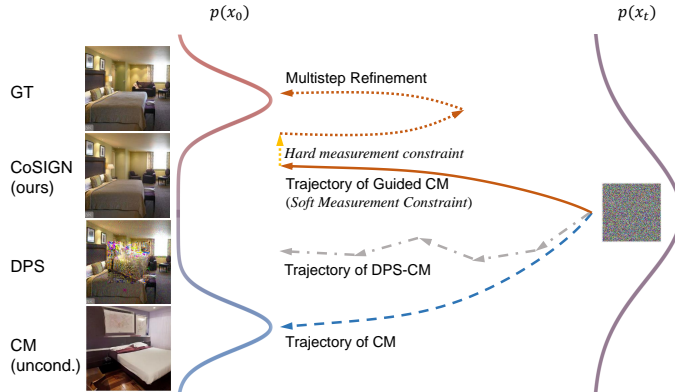 p(x₀)
p(xₜ)
GT
Multistep Refinement
CoSIGN
(ours)
Hard measurement constraint
Trajectory of Guided CM
(Soft Measurement Constraint)
DPS
Trajectory of DPS-CM
CM
(uncond.)
Trajectory of CM